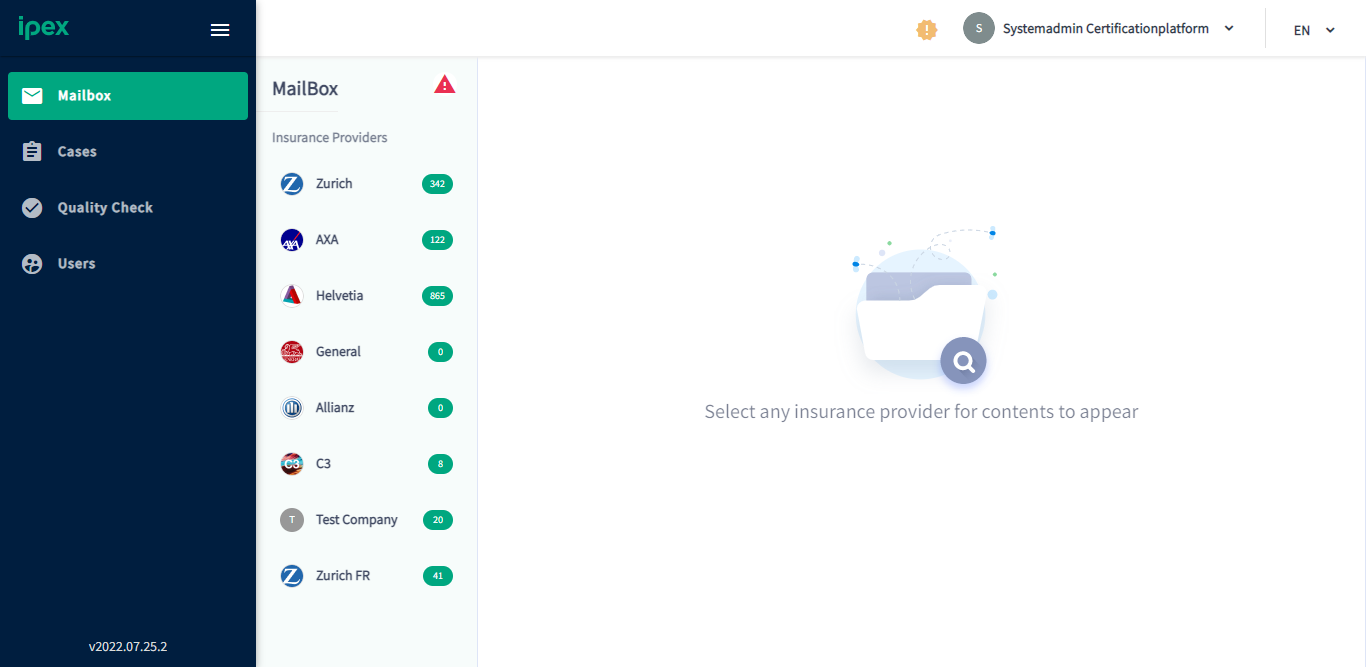 ipex
S
Systemadmin Certificationplatform
EN
Mailbox
Cases
Quality Check
Users
v2022.07.25.2
MailBox
Insurance Providers
Zurich
342
AXA
AXA
122
Helvetia
865
General
0
Allianz
0
C3
C3
8
T
Test Company
20
Zurich FR
41
Select any insurance provider for contents to appear